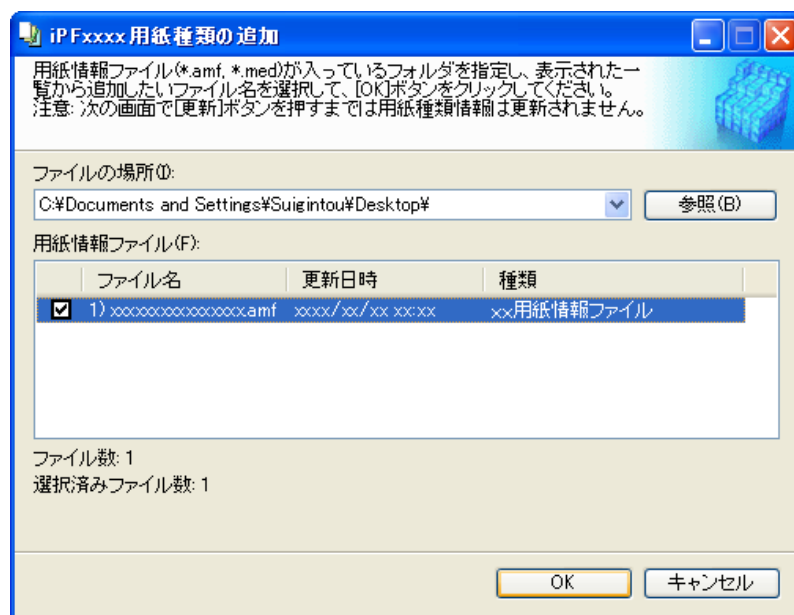 iPFxxxx 用紙種類の追加
用紙情報ファイル(*.amf, *.med)が入っているフォルダを指定し、表示された一
覧から追加したいファイル名を選択して、[OK]ボタンをクリックしてください。
注意: 次の画面で[更新]ボタンを押すまでは用紙種類情報は更新されません。
ファイルの場所(I):
C:¥Documents and Settings¥Suigintou¥Desktop¥
参照(B)
用紙情報ファイル(F):
ファイル名 更新日時 種類
1) xxxxxxxxxxxxxxxx.amf xxxx/xx/xx xx:xx xx用紙情報ファイル
ファイル数: 1
選択済みファイル数: 1
OK キャンセル